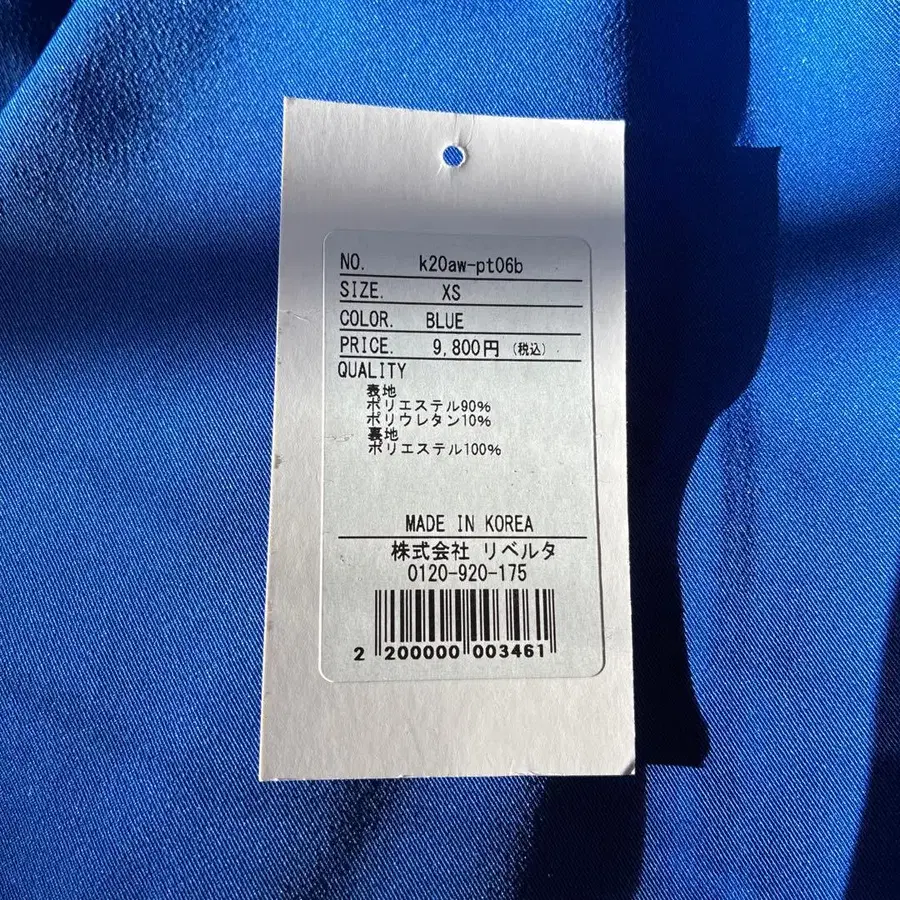 NO. k20aw-pt06b
SIZE. XS
COLOR. BLUE
PRICE. 9,800円 (税込)
QUALITY
表地
ポリエステル90%
ポリウレタン10%
裏地
ポリエステル100%
MADE IN KOREA
株式会社 リベルタ
0120-920-175
2 200000 003461